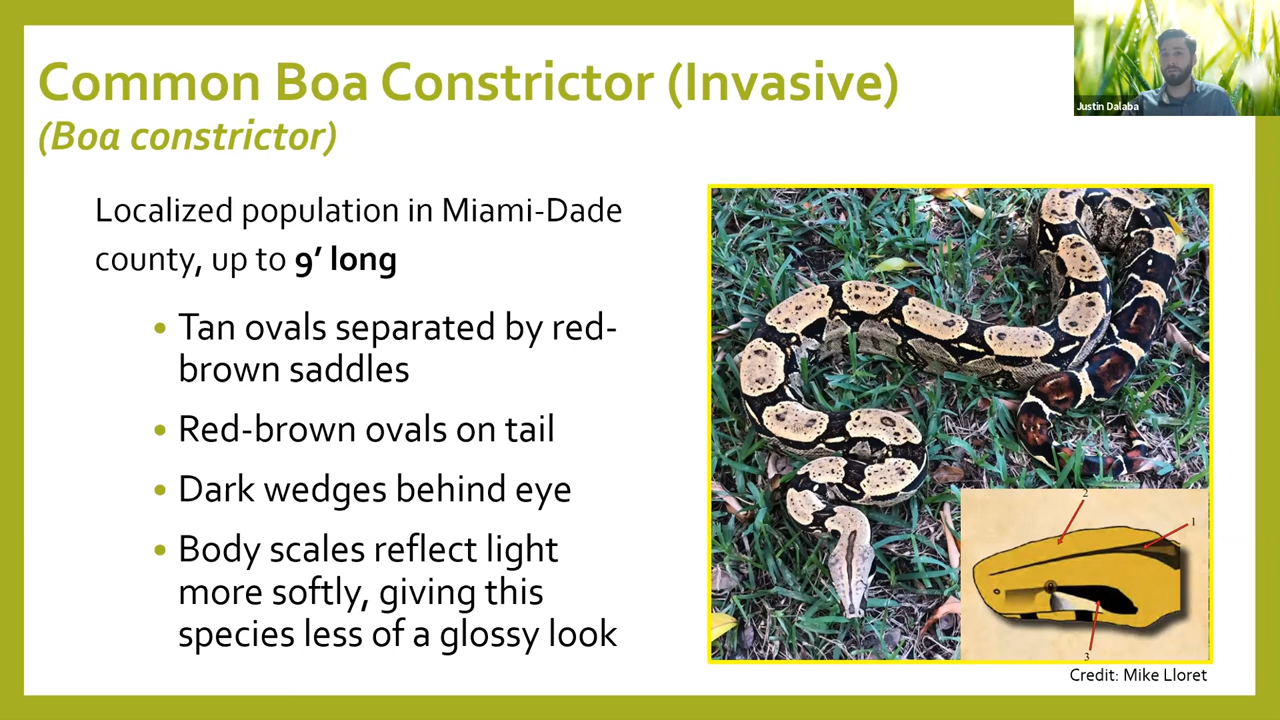 Common Boa Constrictor (Invasive)
(Boa constrictor)
Justin Dalaba
Localized population in Miami-Dade
county, up to 9’ long
• Tan ovals separated by red-
brown saddles
• Red-brown ovals on tail
• Dark wedges behind eye
• Body scales reflect light
more softly, giving this
species less of a glossy look
2
1
3
Credit: Mike Lloret